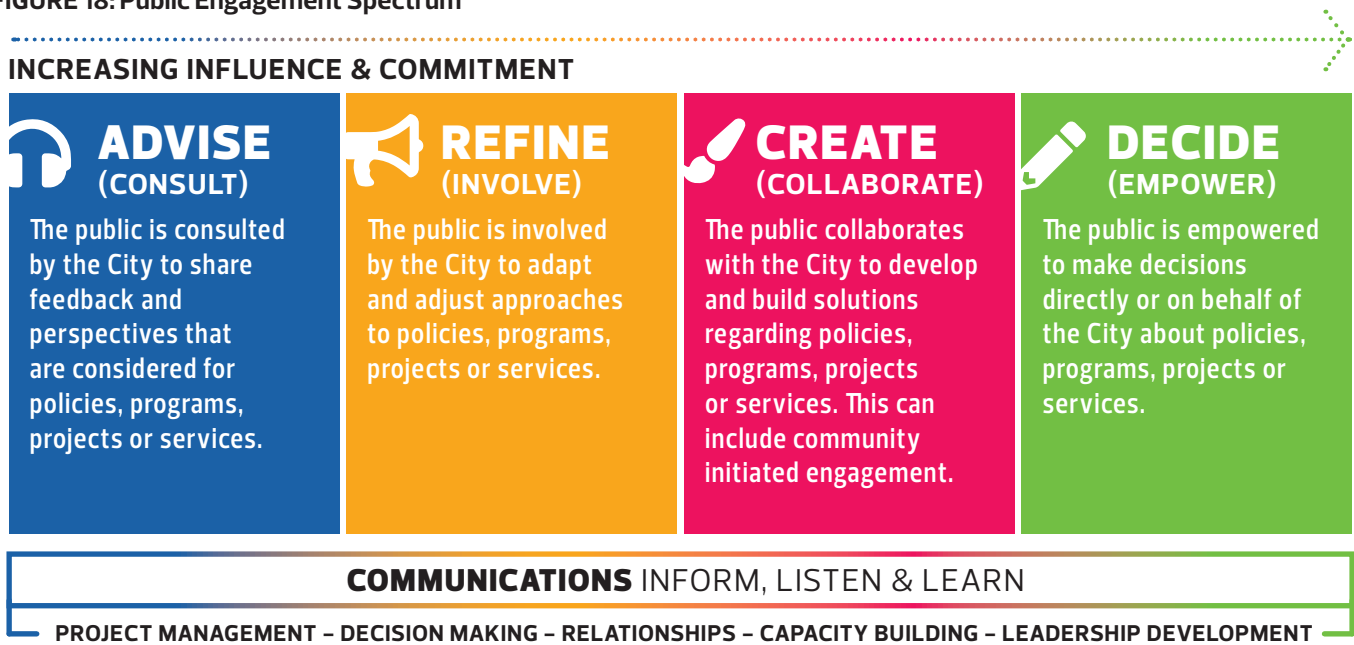 FIGURE 18: Public Engagement Spectrum
INCREASING INFLUENCE & COMMITMENT
ADVISE
(CONSULT)
The public is consulted
by the City to share
feedback and
perspectives that
are considered for
policies, programs,
projects or services.
REFINE
(INVOLVE)
The public is involved
by the City to adapt
and adjust approaches
to policies, programs,
projects or services.
CREATE
(COLLABORATE)
The public collaborates
with the City to develop
and build solutions
regarding policies,
programs, projects
or services. This can
include community
initiated engagement.
DECIDE
(EMPOWER)
The public is empowered
to make decisions
directly or on behalf of
the City about policies,
programs, projects or
services.
COMMUNICATIONS INFORM, LISTEN & LEARN
PROJECT MANAGEMENT – DECISION MAKING – RELATIONSHIPS – CAPACITY BUILDING – LEADERSHIP DEVELOPMENT